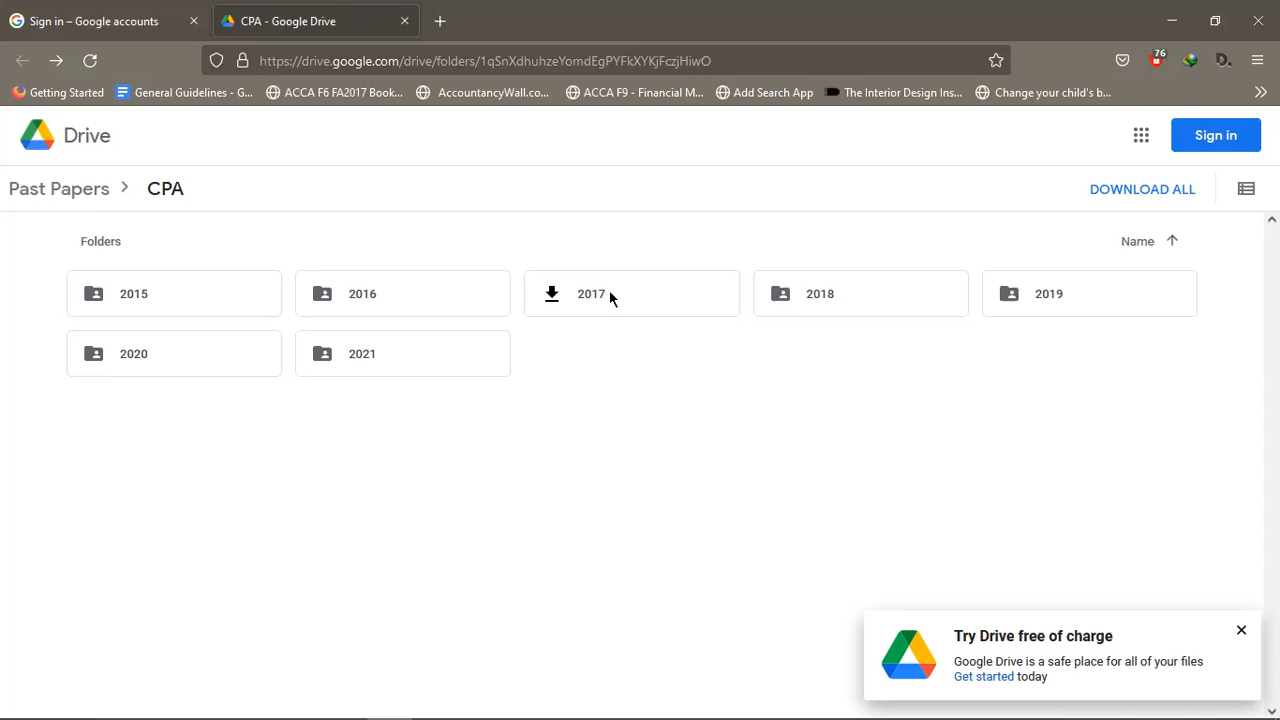 Sign in – Google accounts
CPA - Google Drive
https://drive.google.com/drive/folders/1qSnXdhuhzeYomdEgPYFkXYKjFczjHiwO
76
D.
Getting Started
General Guidelines - G...
ACCA F6 FA2017 Book...
AccountancyWall.co...
ACCA F9 - Financial M...
Add Search App
The Interior Design Ins...
Change your child's b...
Drive
Sign in
Past Papers
CPA
DOWNLOAD ALL
Folders
Name
2015
2016
2017
2018
2019
2020
2021
Try Drive free of charge
Google Drive is a safe place for all of your files
Get started today